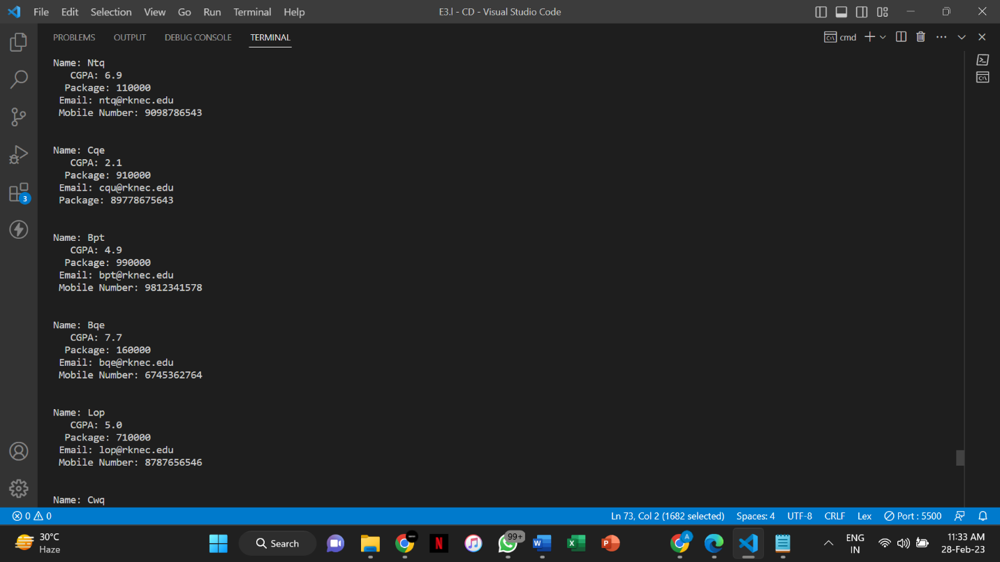 File Edit Selection View Go Run Terminal Help E3.l - CD - Visual Studio Code
PROBLEMS OUTPUT DEBUG CONSOLE TERMINAL cmd
Name: Ntq
CGPA: 6.9
Package: 110000
Email: ntq@rknec.edu
Mobile Number: 9098786543
Name: Cqe
CGPA: 2.1
Package: 910000
Email: cqu@rknec.edu
Package: 89778675643
Name: Bpt
CGPA: 4.9
Package: 990000
Email: bpt@rknec.edu
Mobile Number: 9812341578
Name: Bqe
CGPA: 7.7
Package: 160000
Email: bqe@rknec.edu
Mobile Number: 6745362764
Name: Lop
CGPA: 5.0
Package: 710000
Email: lop@rknec.edu
Mobile Number: 8787656546
Name: Cwq
3
0 0 Ln 73, Col 2 (1682 selected) Spaces: 4 UTF-8 CRLF Lex Port : 5500
30°C
Haze
Search
N
99+
W
X
P
A
ENG
IN
11:33 AM
28-Feb-23